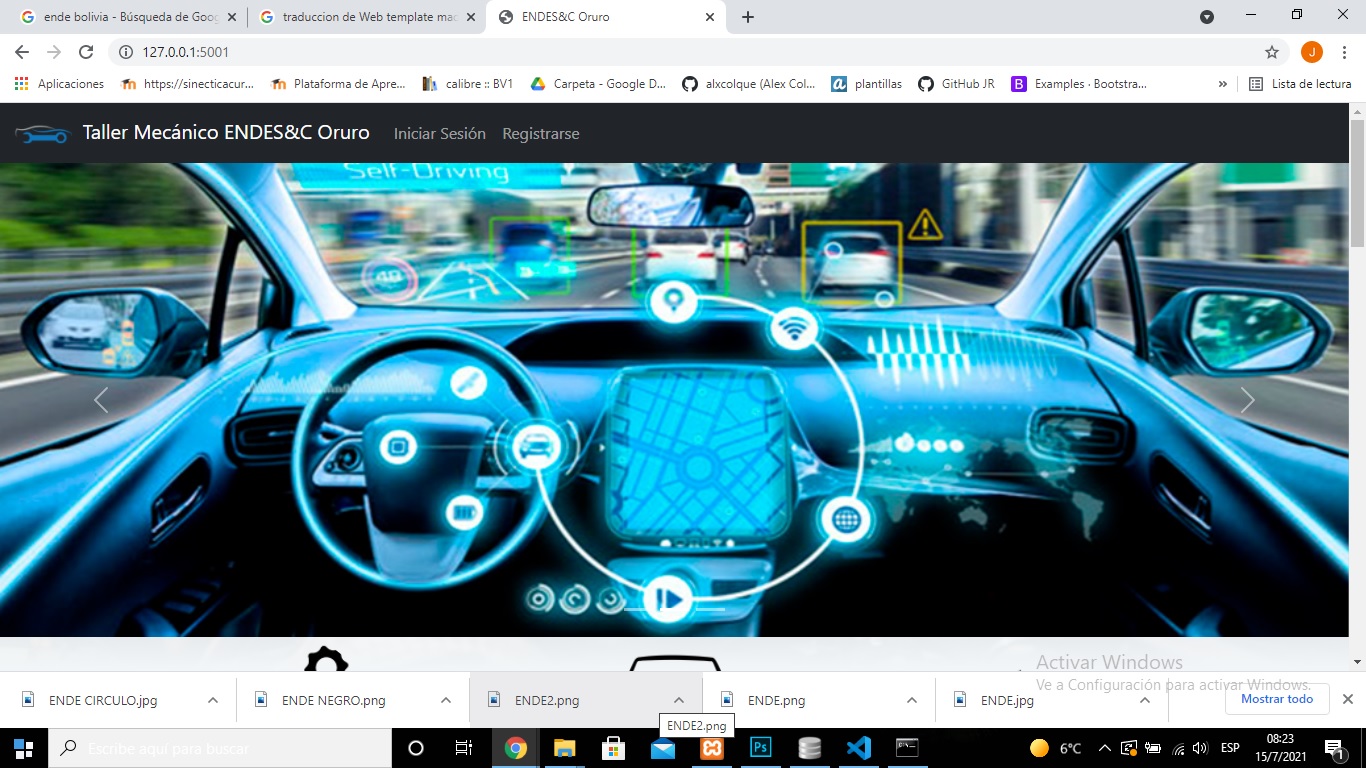 ende bolivia - Búsqueda de Goog
traduccion de Web template mac
ENDES&C Oruro
127.0.0.1:5001
J
Aplicaciones
https://sinecticacur...
Plataforma de Apre...
calibre :: BV1
Carpeta - Google D...
alxcolque (Alex Col...
plantillas
GitHub JR
Examples · Bootstra...
»
Lista de lectura
Taller Mecánico ENDES&C Oruro
Iniciar Sesión
Registrarse
Self-Driving
Activar Windows
Ve a Configuración para activar Windows.
ENDE CIRCULO.jpg
ENDE NEGRO.png
ENDE2.png
ENDE.png
ENDE.jpg
Mostrar todo
ENDE2.png
Escribe aquí para buscar
Ps
6°C
ESP
08:23
15/7/2021
1